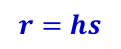 r = hs